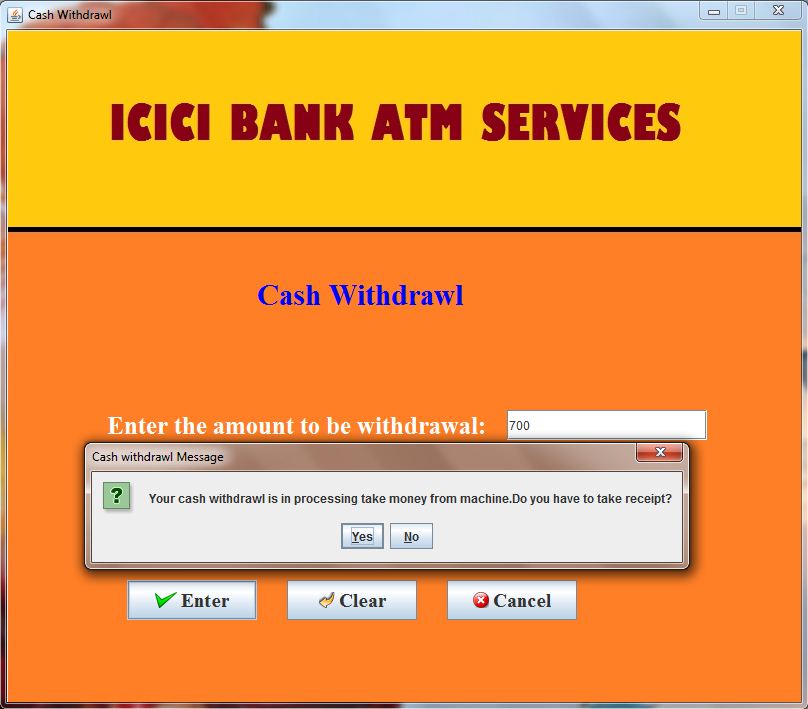 Cash Withdrawl
ICICI BANK ATM SERVICES
Cash Withdrawl
Enter the amount to be withdrawal: 700
Cash withdrawl Message
? Your cash withdrawl is in processing take money from machine.Do you have to take receipt?
Yes No
Enter Clear Cancel